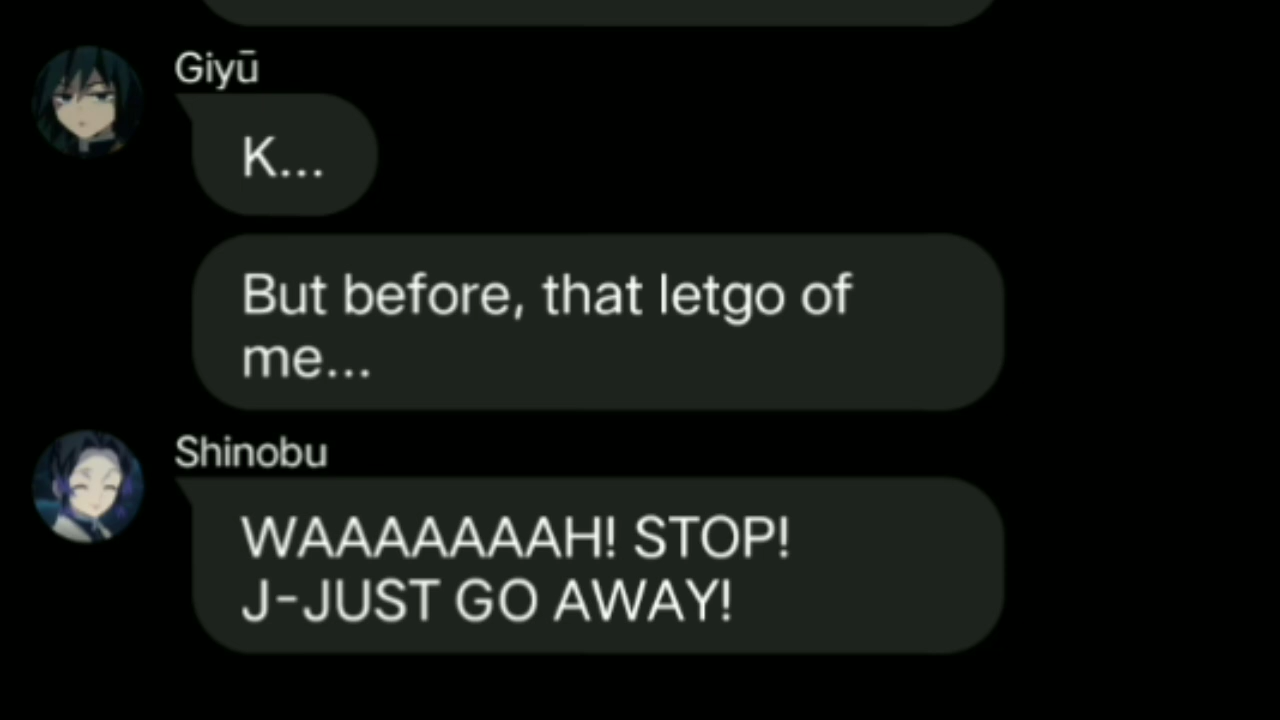 Giyū
K...
But before, that letgo of
me...
Shinobu
WAAAAAAAH! STOP!
J-JUST GO AWAY!